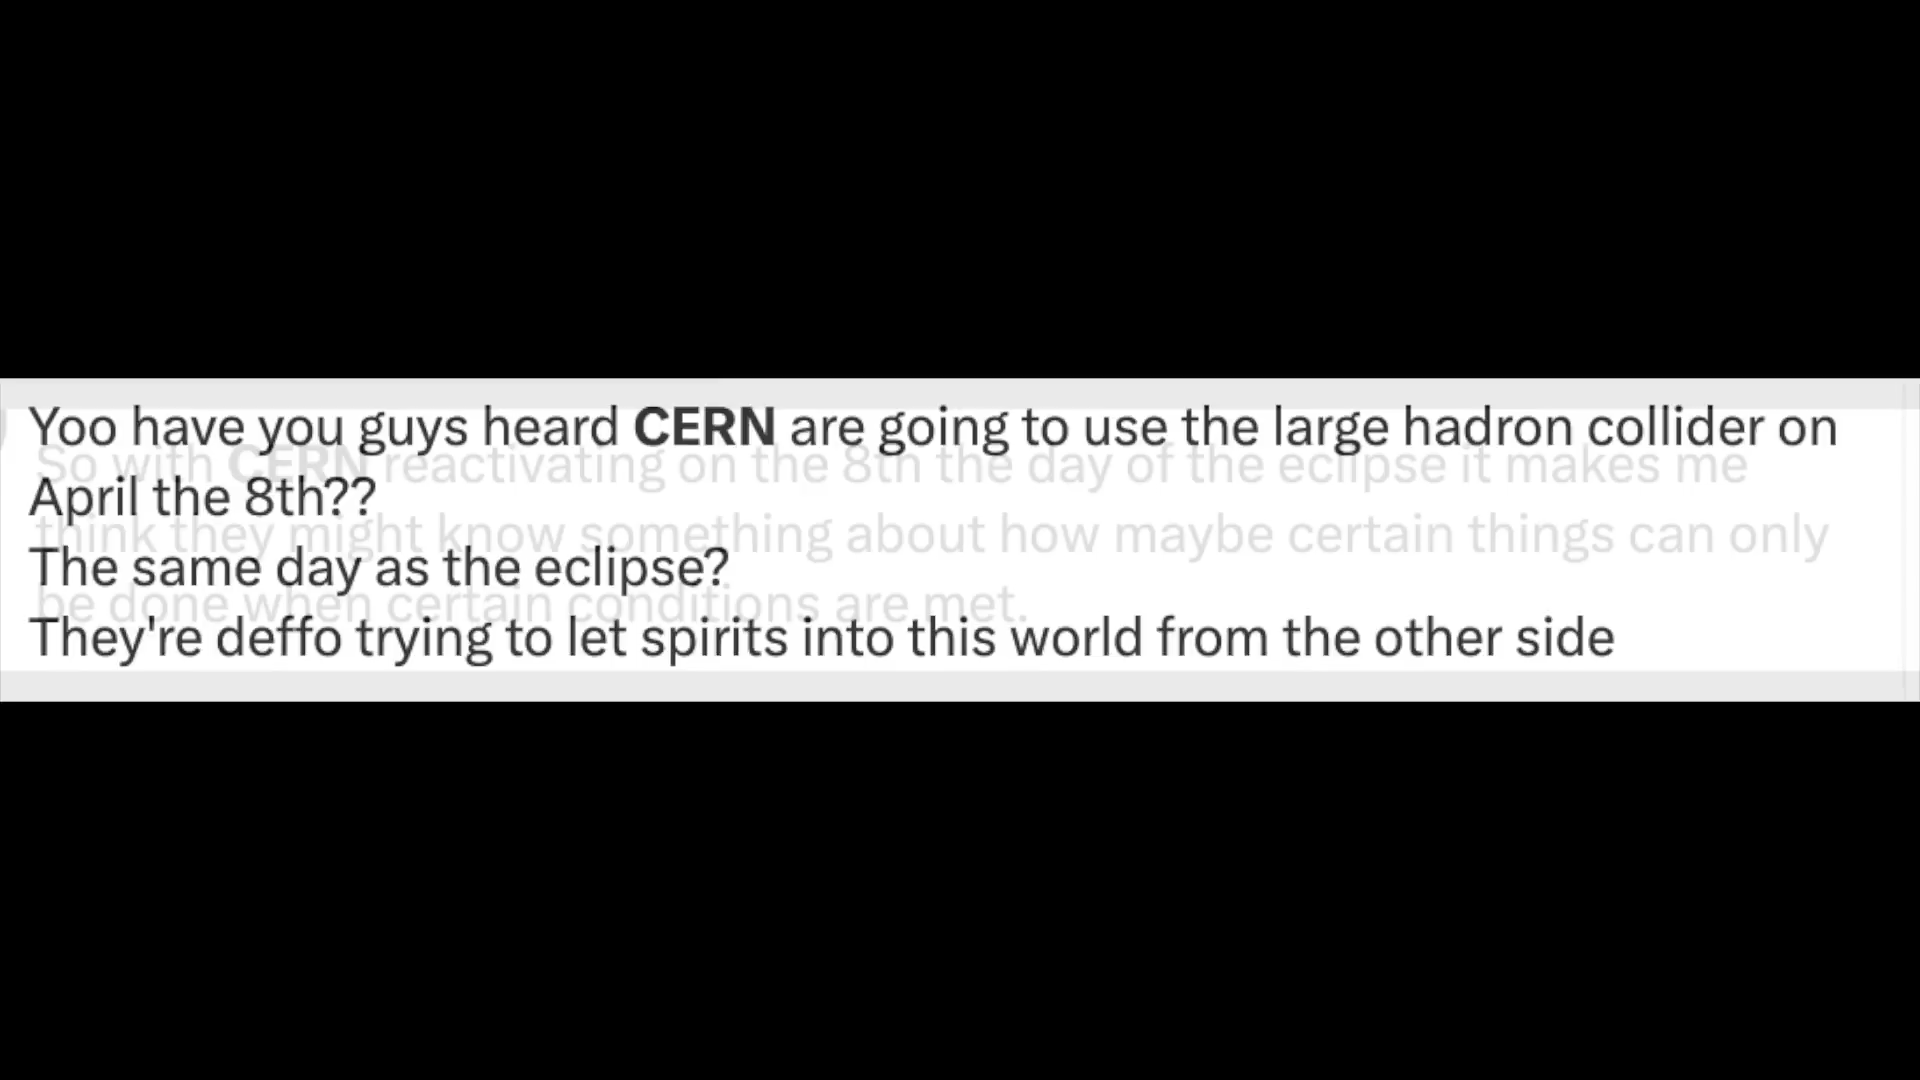 Yoo have you guys heard CERN are going to use the large hadron collider on
April the 8th??
The same day as the eclipse?
They're deffo trying to let spirits into this world from the other side
So with CERN reactivating on the 8th the day of the eclipse it makes me
think they might know something about how maybe certain things can only
be done when certain conditions are met.